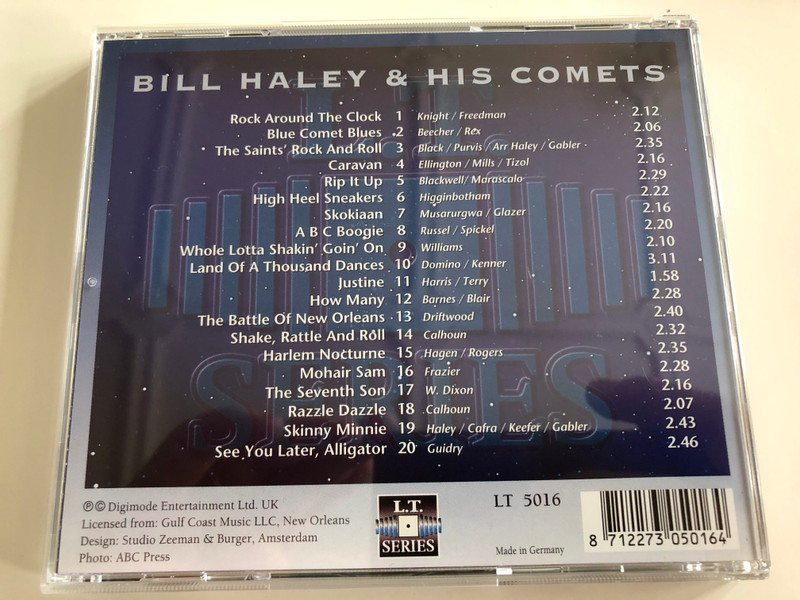 BILL HALEY & HIS COMETS
Rock Around The Clock 1 Knight / Freedman 2.12
Blue Comet Blues 2 Beecher / Rex 2.06
The Saints' Rock And Roll 3 Black / Purvis / Arr Haley / Gabler 2.35
Caravan 4 Ellington / Mills / Tizol 2.16
Rip It Up 5 Blackwell/ Marascalo 2.29
High Heel Sneakers 6 Higginbotham 2.22
Skokiaan 7 Musarurgwa / Glazer 2.16
A B C Boogie 8 Russel / Spickel 2.20
Whole Lotta Shakin' Goin' On 9 Williams 2.10
Land Of A Thousand Dances 10 Domino / Kenner 3.11
Justine 11 Harris / Terry 1.58
How Many 12 Barnes / Blair 2.28
The Battle Of New Orleans 13 Driftwood 2.40
Shake, Rattle And Roll 14 Calhoun 2.32
Harlem Nocturne 15 Hagen / Rogers 2.35
Mohair Sam 16 Frazier 2.28
The Seventh Son 17 W. Dixon 2.16
Razzle Dazzle 18 Calhoun 2.07
Skinny Minnie 19 Haley / Cafra / Keefer / Gabler 2.43
See You Later, Alligator 20 Guidry 2.46
L.T.
SERIES
℗© Digimode Entertainment Ltd. UK
Licensed from: Gulf Coast Music LLC, New Orleans
Design: Studio Zeeman & Burger, Amsterdam
Photo: ABC Press
L.T.
SERIES
LT 5016
Made in Germany
8 712273 050164